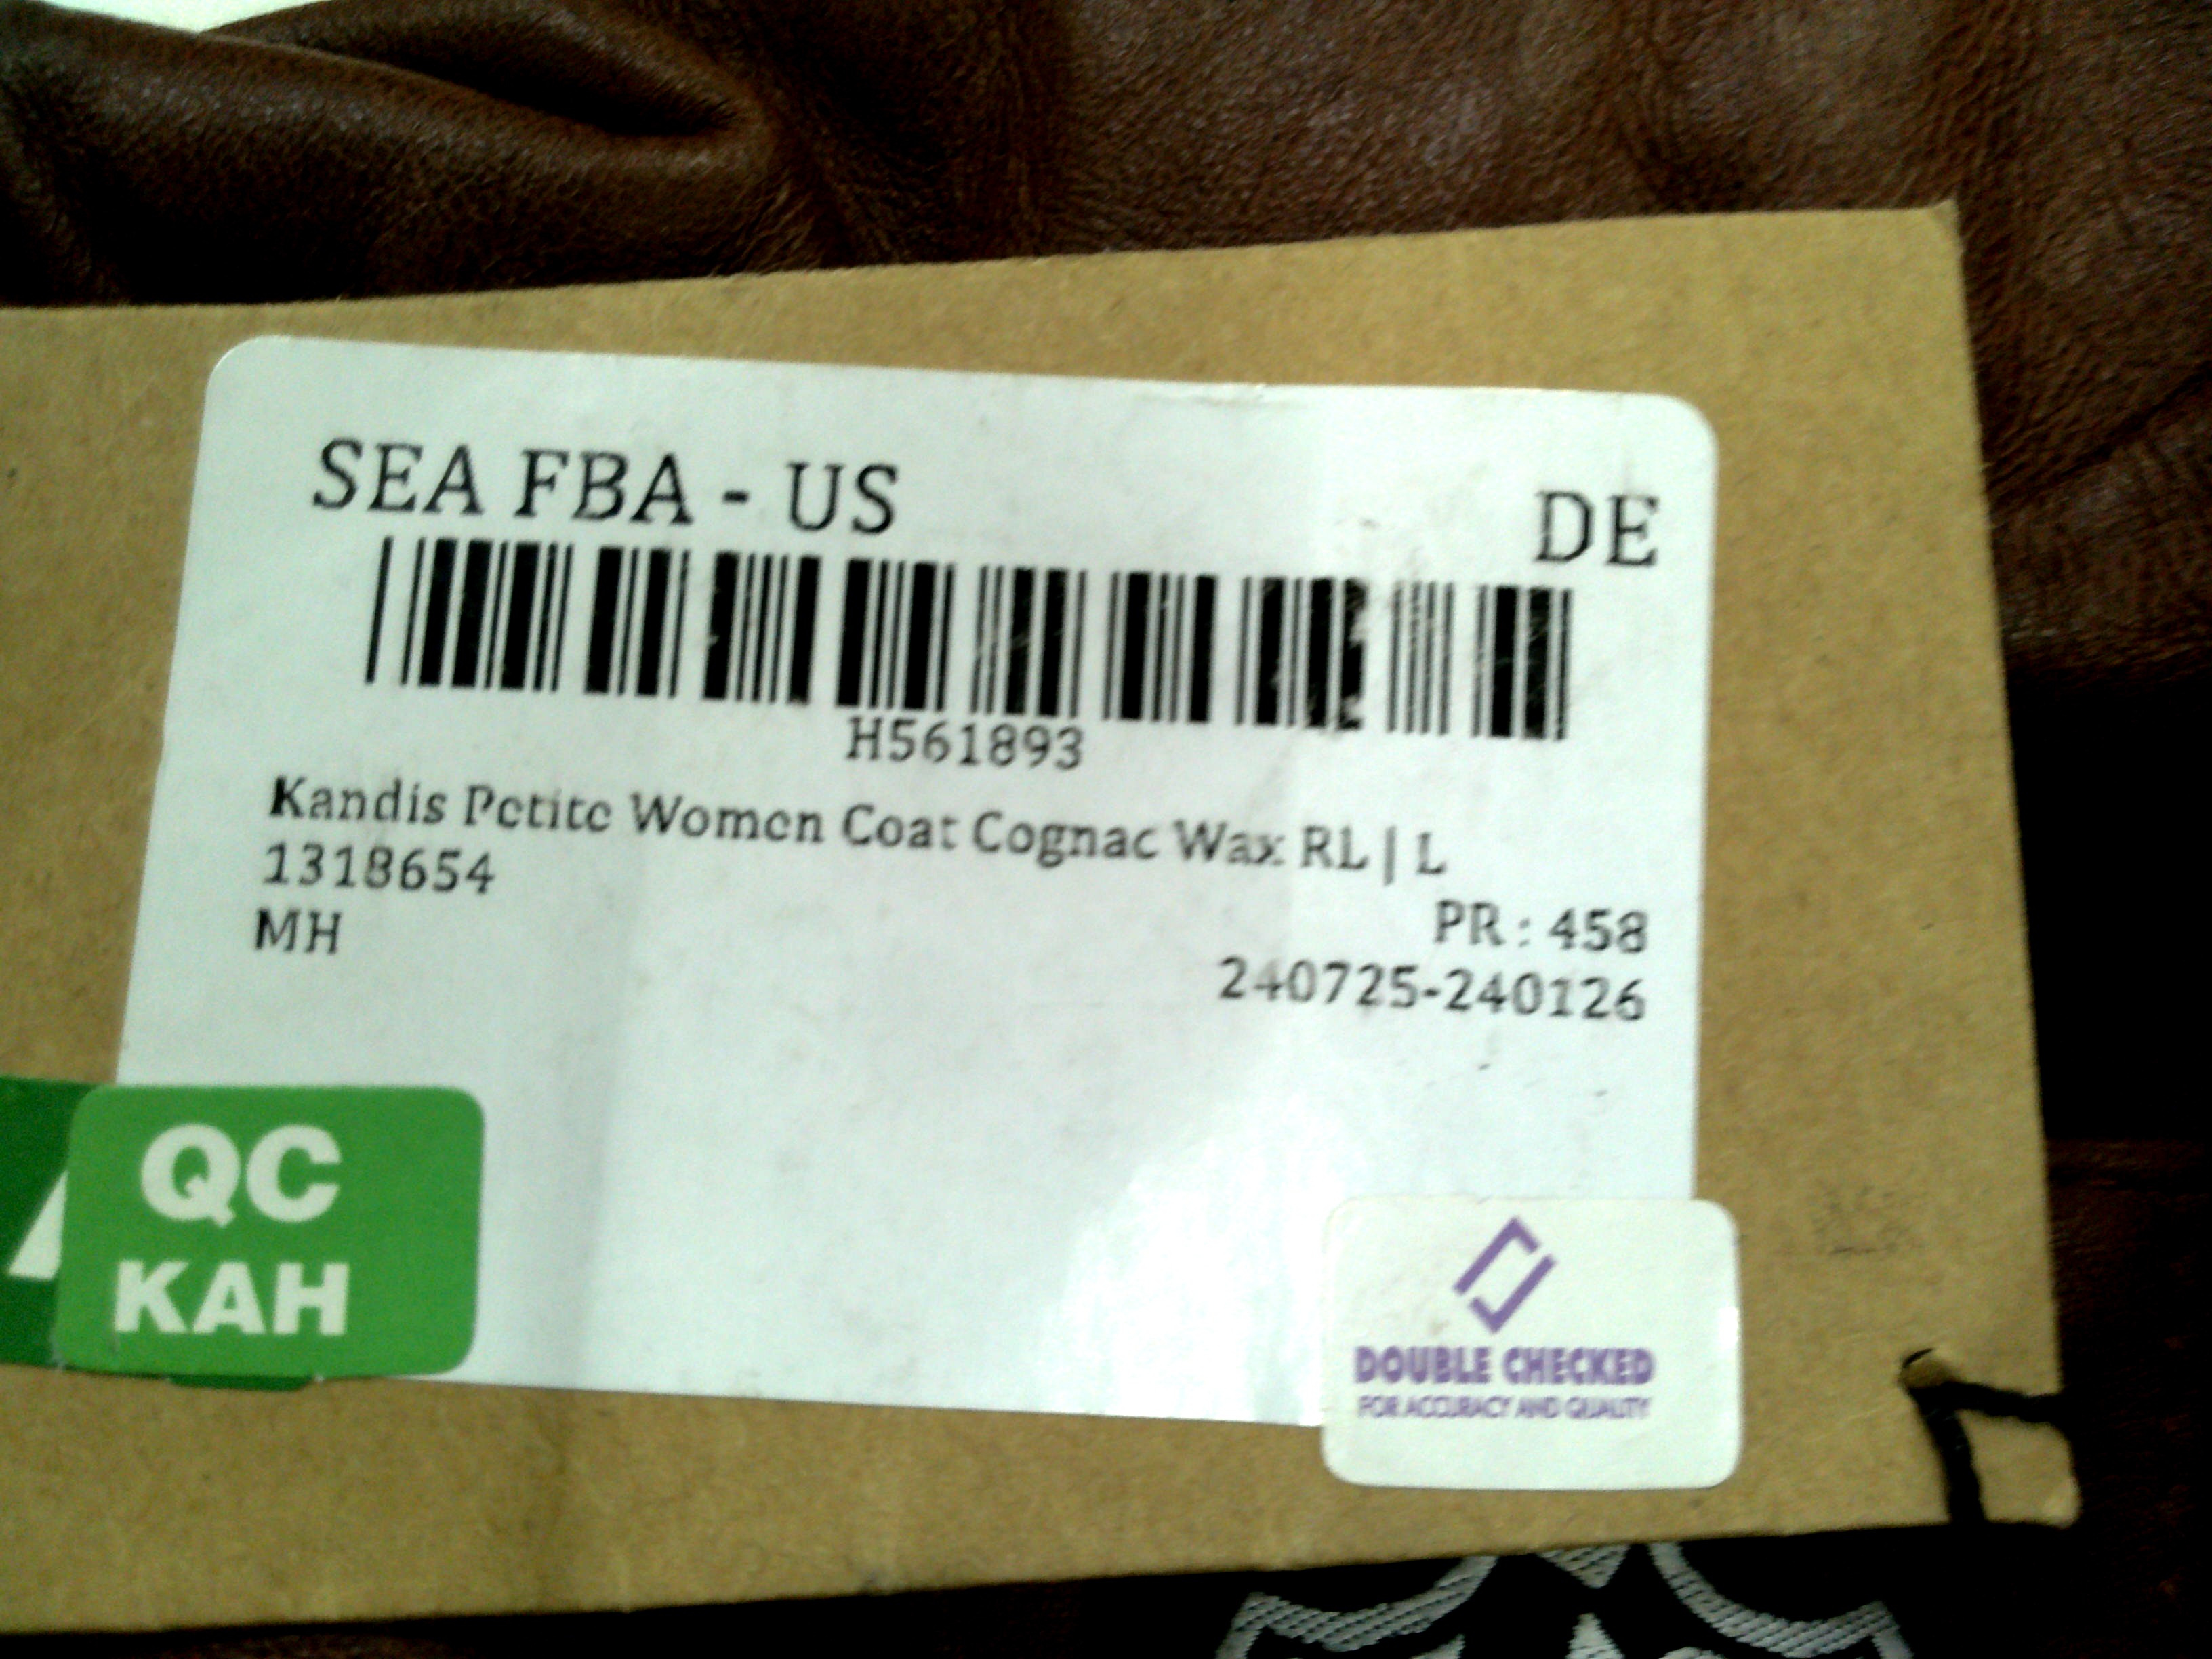 SEA FBA - US DE
H561893
Kandis Petite Women Coat Cognac Wax RL | L
1318654
MH
PR : 458
240725-240126
QC
KAH
DOUBLE CHECKED
FOR ACCURACY AND QUALITY